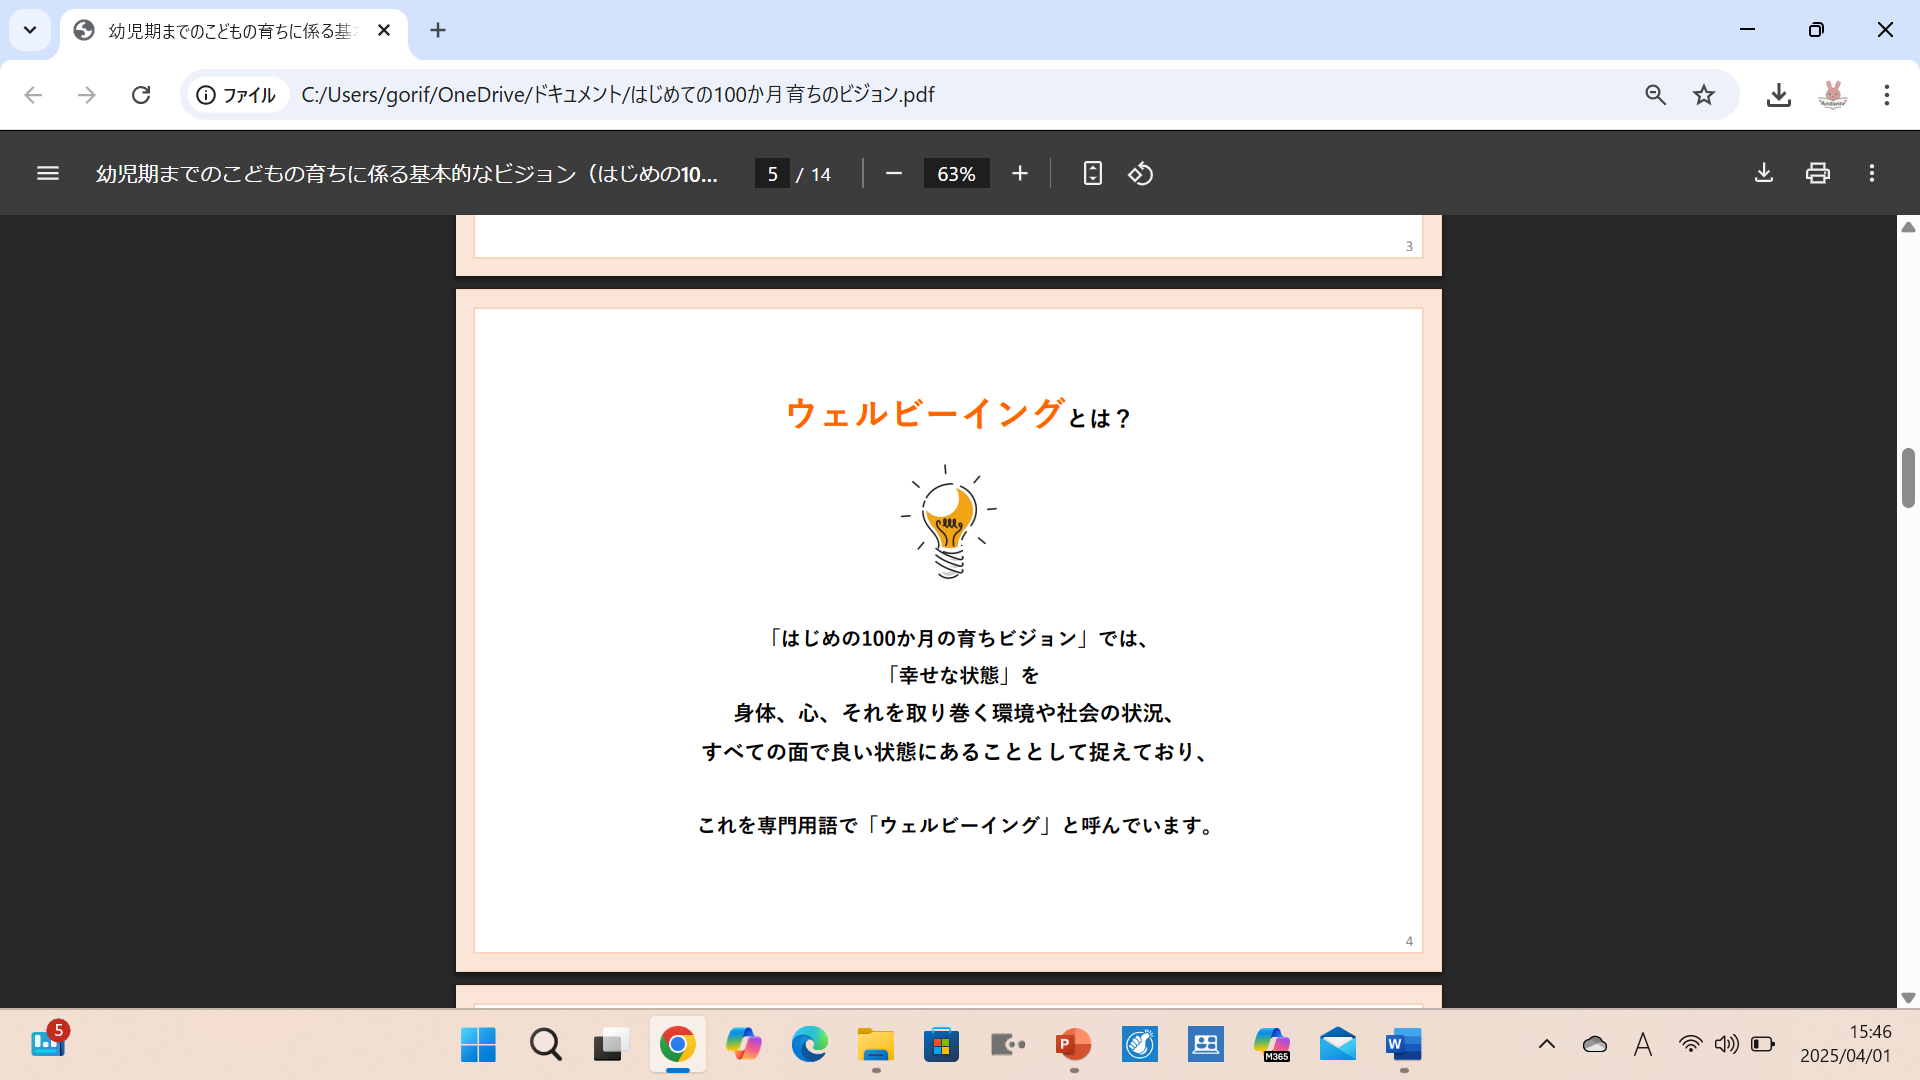 幼児期までのこどもの育ちに係る基
ファイル
C:/Users/gorif/OneDrive/ドキュメント/はじめての100か月育ちのビジョン.pdf
幼児期までのこどもの育ちに係る基本的なビジョン（はじめの10...
5 / 14
63%
3
ウェルビーイングとは？
「はじめの100か月の育ちビジョン」では、
「幸せな状態」を
身体、心、それを取り巻く環境や社会の状況、
すべての面で良い状態にあることとして捉えており、
これを専門用語で「ウェルビーイング」と呼んでいます。
4
5
P
M365
W
A
15:46
2025/04/01